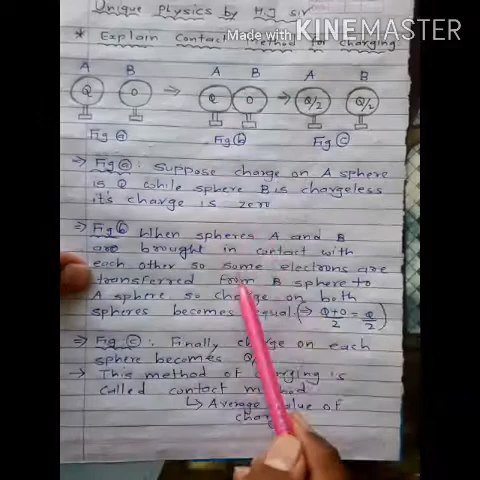 Unique physics by H.J sir
Made with KINEMASTER
* Explain Contact method for charging
A B A B A B
Q 0 ⇒ Q 0 ⇒ Q/2 Q/2
Fig ⓐ Fig ⓑ Fig ⓒ
⇒ Fig ⓐ : Suppose charge on A sphere
is Q while sphere B is chargeless
it's charge is zero
⇒ Fig ⓑ When spheres A and B
are brought in contact with
each other so some electrons are
transferred from B sphere to
A sphere so charge on both
spheres becomes equal. (⇒ Q+0/2 = Q/2)
⇒ Fig ⓒ : Finally charge on each
sphere becomes
→ This method of charging is
called contact method
↳ Average value of